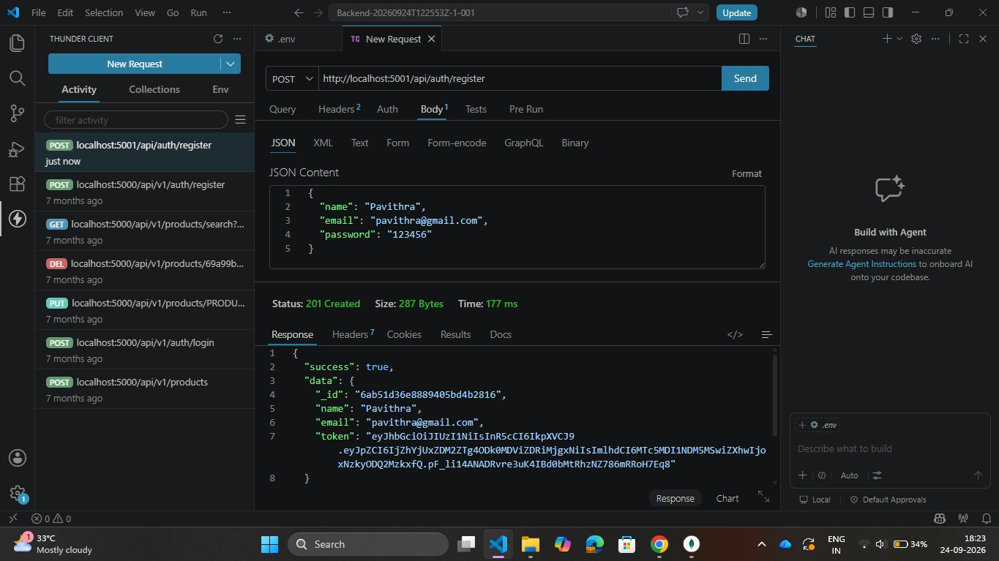 File Edit Selection View Go Run ···
Backend-20260924T122553Z-1-001
Update
THUNDER CLIENT
New Request
Activity Collections Env
filter activity
POST localhost:5001/api/auth/register
just now
POST localhost:5000/api/v1/auth/register
7 months ago
GET localhost:5000/api/v1/products/search?...
7 months ago
DEL localhost:5000/api/v1/products/69a99b...
7 months ago
PUT localhost:5000/api/v1/products/PRODU...
7 months ago
POST localhost:5000/api/v1/auth/login
7 months ago
POST localhost:5000/api/v1/products
7 months ago
.env
TC New Request
POST http://localhost:5001/api/auth/register Send
Query Headers 2 Auth Body 1 Tests Pre Run
JSON XML Text Form Form-encode GraphQL Binary
JSON Content Format
1 {
2 "name": "Pavithra",
3 "email": "pavithra@gmail.com",
4 "password": "123456"
5 }
Status: 201 Created Size: 287 Bytes Time: 177 ms
Response Headers 7 Cookies Results Docs </>
1 {
2 "success": true,
3 "data": {
4 "_id": "6ab51d36e8889405bd4b2816",
5 "name": "Pavithra",
6 "email": "pavithra@gmail.com",
7 "token": "eyJhbGciOiJIUzI1NiIsInR5cCI6IkpXVCJ9
.eyJpZCI6IjZhYjUxZDM2ZTg4ODk0MDViZDRiMjgxNiIsImlhdCI6MTc5MDI1NDM5MSwiZXhwIjo
xNzkyODQ2MzkxfQ.pF_li14ANADRvre3uK4IBd0bMtRhzNZ786mRRoH7Eq8"
8 }
Response Chart
CHAT
Build with Agent
AI responses may be inaccurate
Generate Agent Instructions to onboard AI
onto your codebase.
.env
Describe what to build
Auto
Local Default Approvals
1
0 0
1
33°C
Mostly cloudy
Search
ENG
IN
34%
18:23
24-09-2026